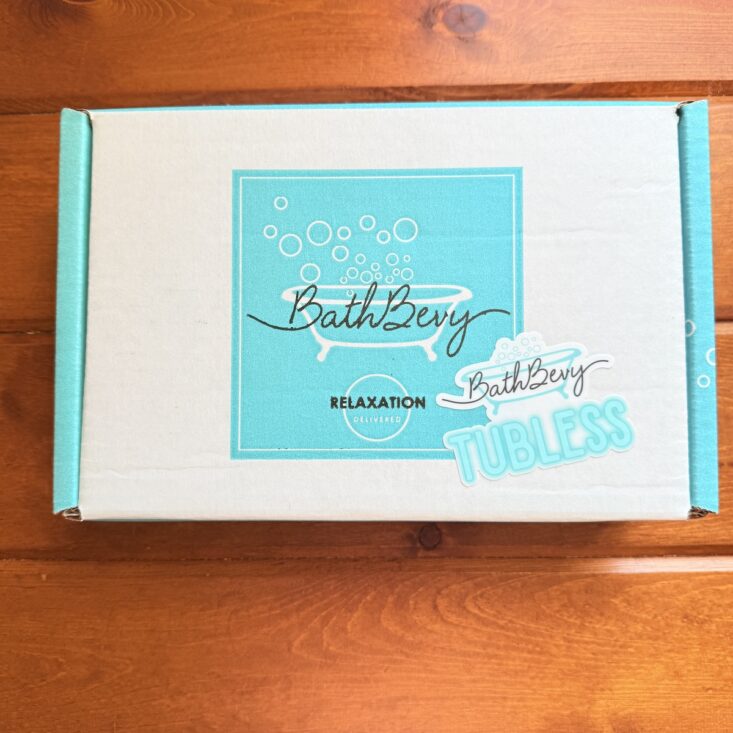 BathBevy
RELAXATION
DELIVERED
BathBevy
TUBLESS